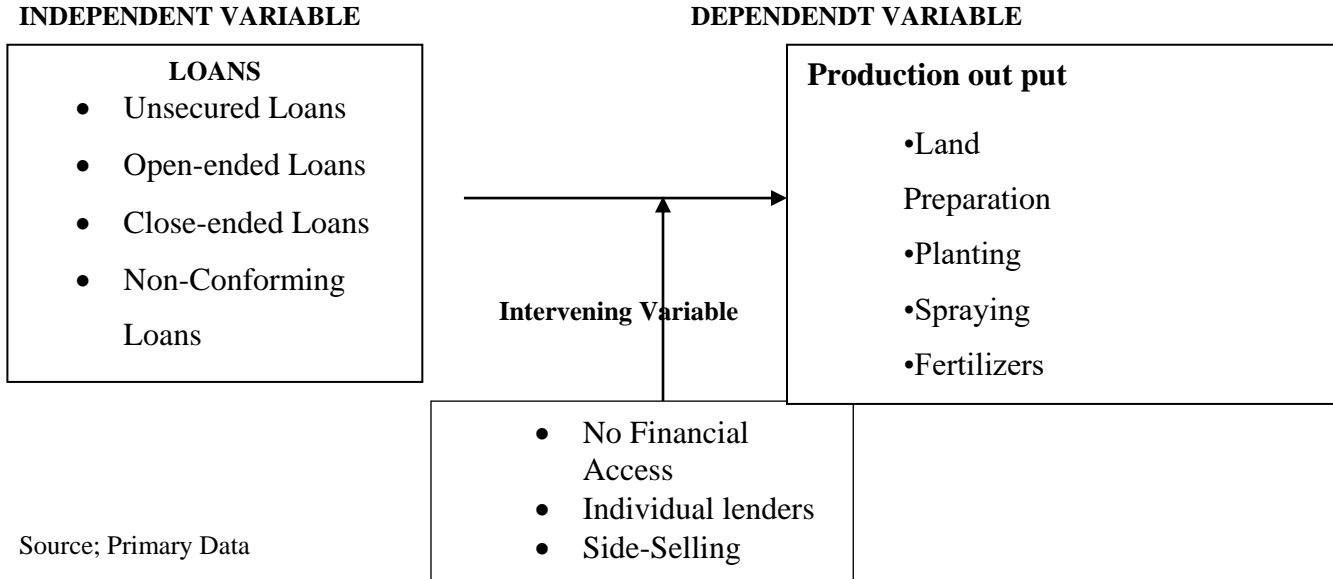 INDEPENDENT VARIABLE
DEPENDENDT VARIABLE
LOANS
• Unsecured Loans
• Open-ended Loans
• Close-ended Loans
• Non-Conforming
Loans
Production out put
•Land
Preparation
•Planting
•Spraying
•Fertilizers
Intervening Variable
• No Financial
Access
• Individual lenders
• Side-Selling
Source; Primary Data